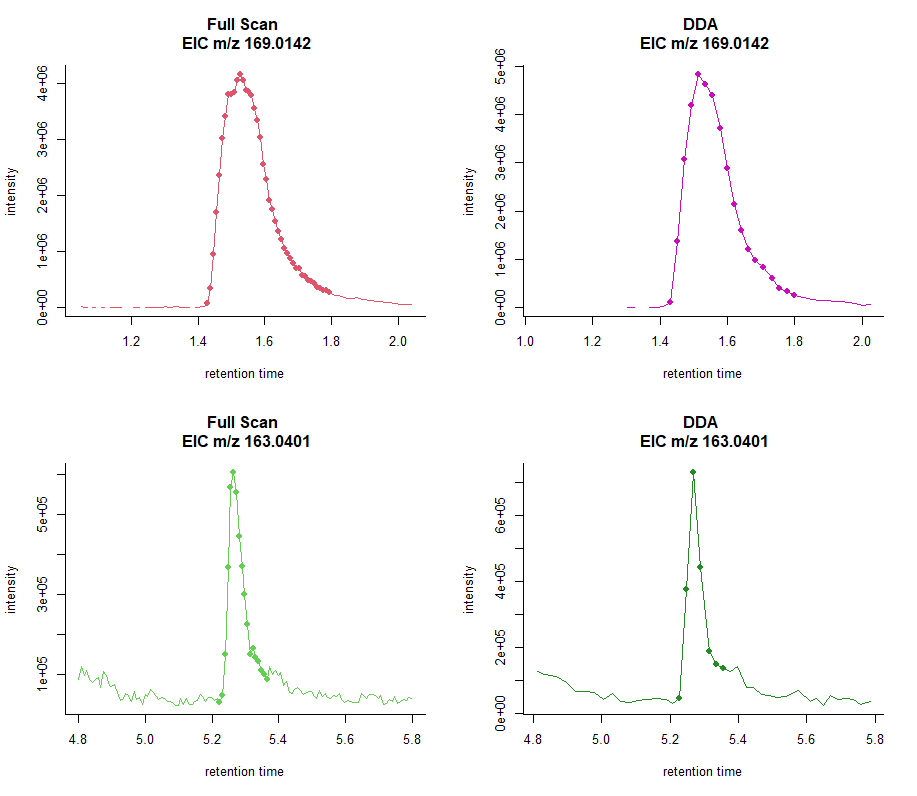 Full Scan
EIC m/z 169.0142
intensity
0e+00
1e+06
2e+06
3e+06
4e+06
1.2
1.4
1.6
1.8
2.0
retention time
DDA
EIC m/z 169.0142
intensity
0e+00
1e+06
2e+06
3e+06
4e+06
5e+06
1.0
1.2
1.4
1.6
1.8
2.0
retention time
Full Scan
EIC m/z 163.0401
intensity
1e+05
3e+05
5e+05
4.8
5.0
5.2
5.4
5.6
5.8
retention time
DDA
EIC m/z 163.0401
intensity
0e+00
2e+05
4e+05
6e+05
4.8
5.0
5.2
5.4
5.6
5.8
retention time